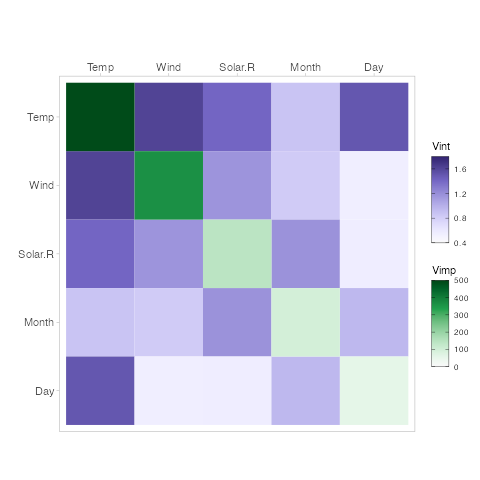 Temp Wind Solar.R Month Day
Temp
Wind
Solar.R
Month
Day
Vint
1.6
1.2
0.8
0.4
Vimp
500
400
300
200
100
0